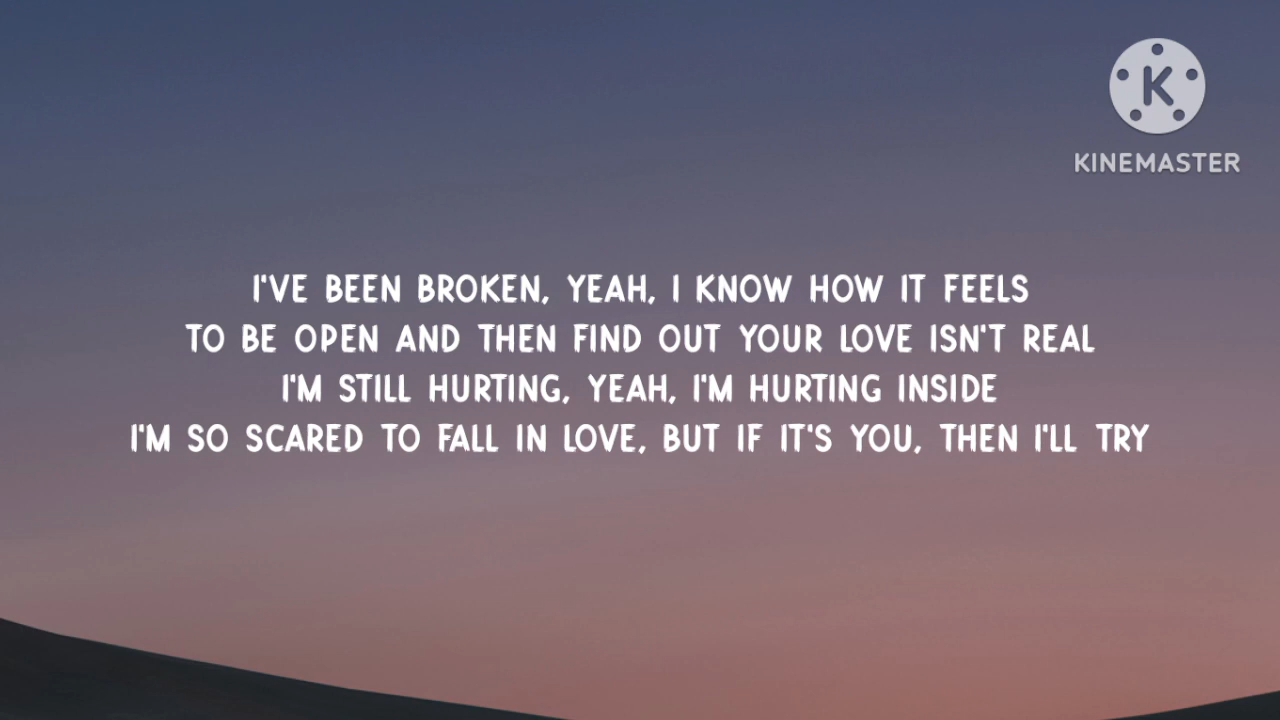 K
KINEMASTER
I'VE BEEN BROKEN, YEAH, I KNOW HOW IT FEELS
TO BE OPEN AND THEN FIND OUT YOUR LOVE ISN'T REAL
I'M STILL HURTING, YEAH, I'M HURTING INSIDE
I'M SO SCARED TO FALL IN LOVE, BUT IF IT'S YOU, THEN I'LL TRY